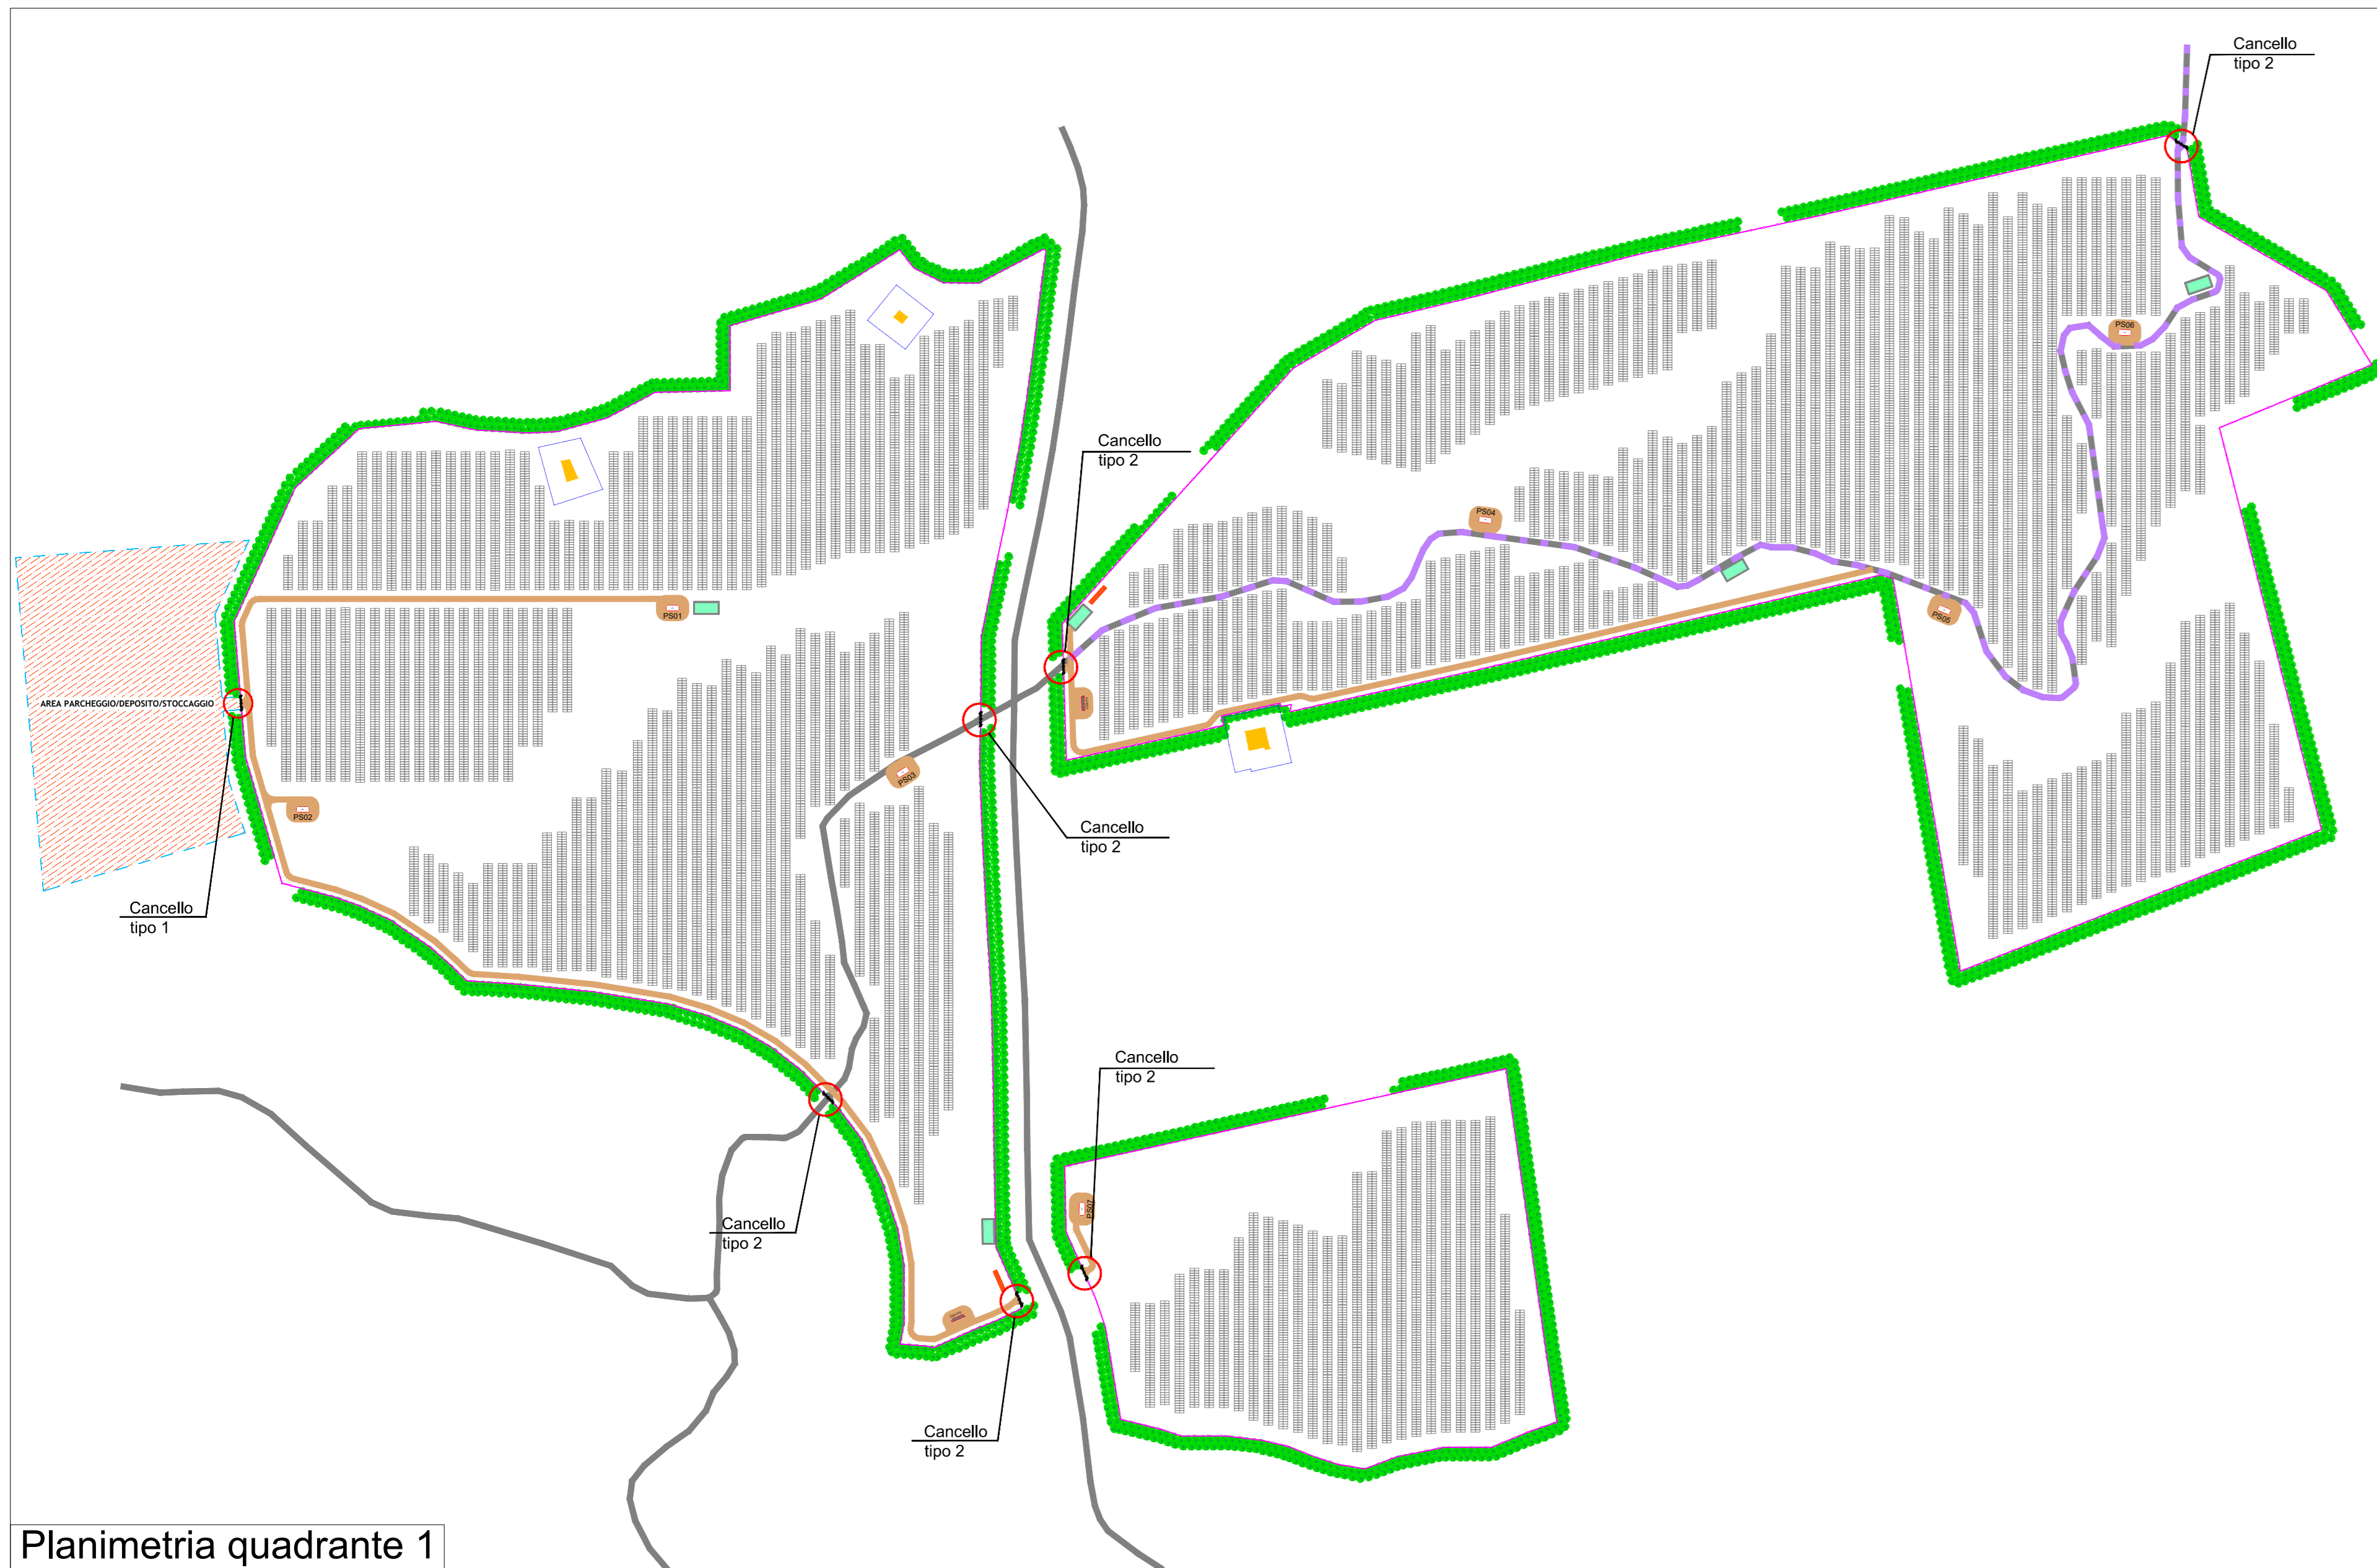 Cancello
tipo 2
Cancello
tipo 2
PS06
PS04
PS01
PS05
AREA PARCHEGGIO/DEPOSITO/STOCCAGGIO
PS03
PS02
Cancello
tipo 2
Cancello
tipo 1
Cancello
tipo 2
PS07
Cancello
tipo 2
Cancello
tipo 2
Planimetria quadrante 1